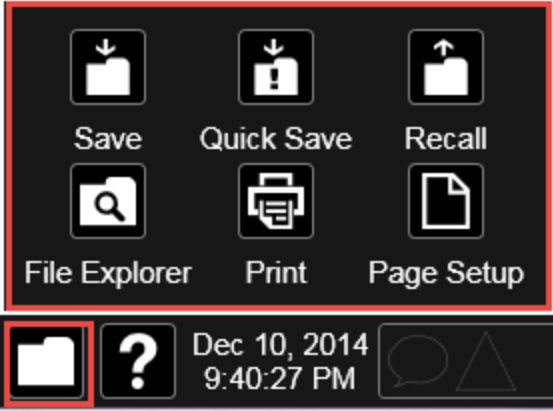 Save Quick Save Recall
File Explorer Print Page Setup
? Dec 10, 2014
9:40:27 PM